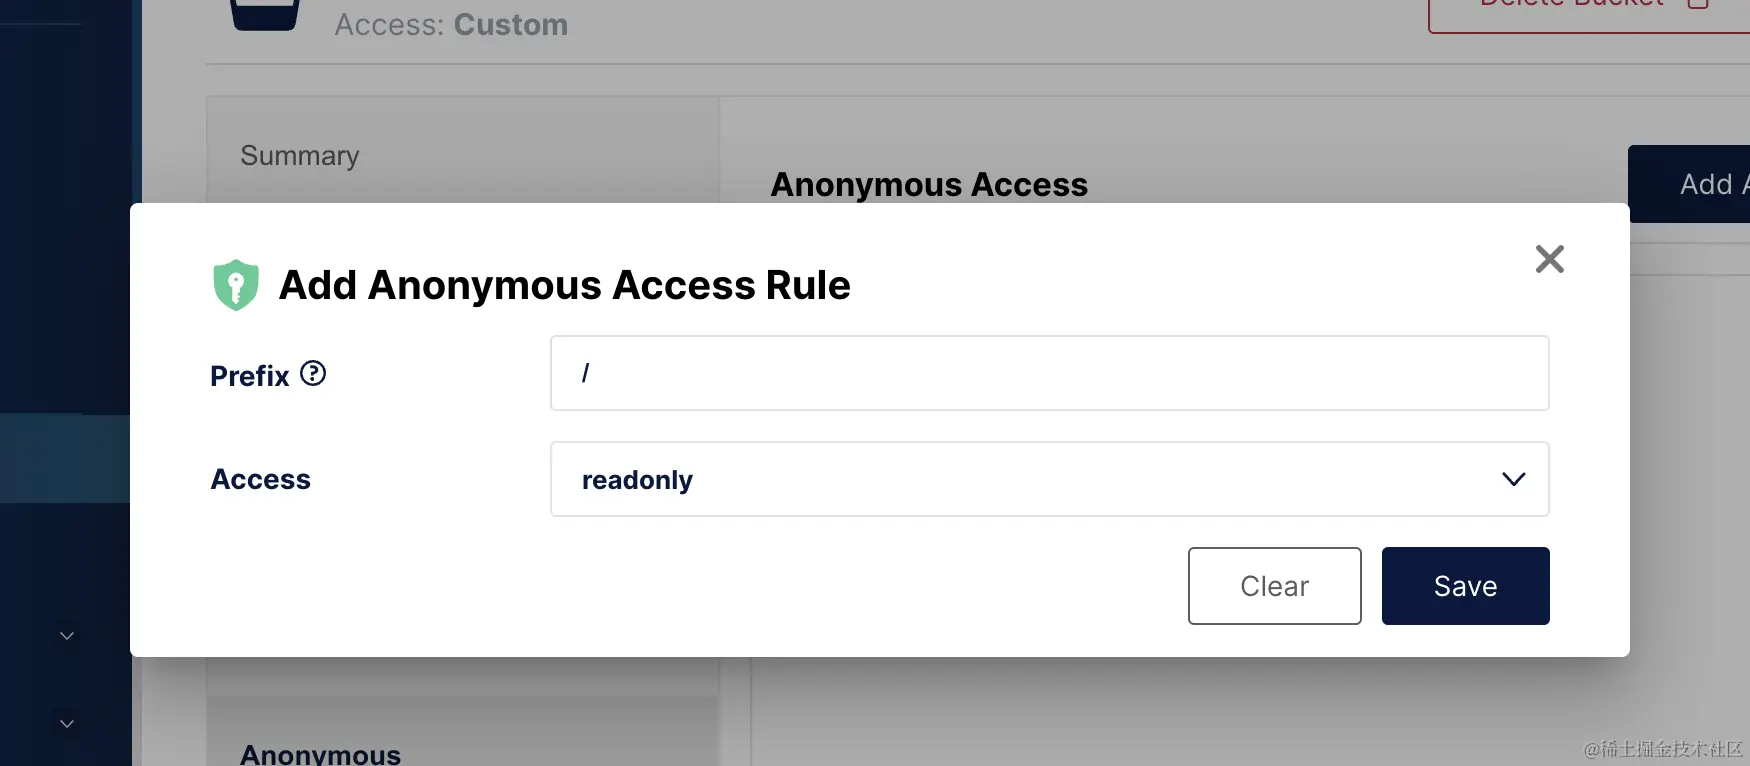 Access: Custom
Delete Bucket
Summary
Anonymous Access
Add A
Add Anonymous Access Rule
Prefix
/
Access
readonly
Clear
Save
Anonymous
@稀土掘金技术社区